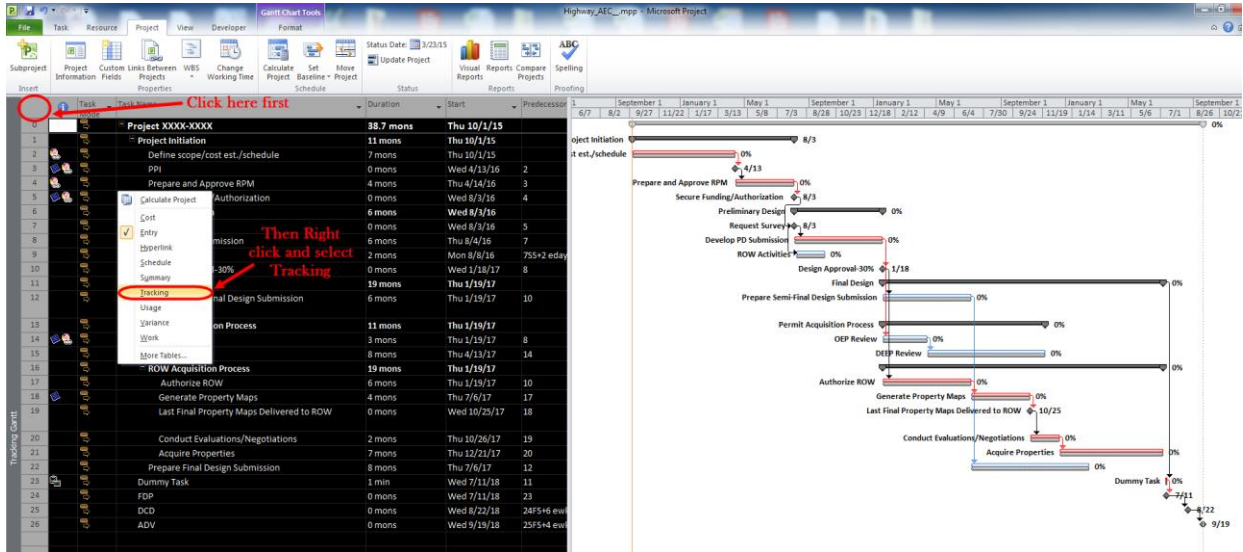 Gantt Chart Tools
Highway_AEC__.mpp - Microsoft Project
File Task Resource Project View Developer Format
Subproject
Project Information
Custom Fields
Links Between Projects
WBS
Change Working Time
Calculate Project
Set Baseline
Move Project
Status Date: 3/23/15
Update Project
Visual Reports
Reports
Compare Projects
ABC
Spelling
Insert Properties Schedule Status Reports Proofing
Click here first
Task Mode Task Name Duration Start Predecessor
0 Project XXXX-XXXX 38.7 mons Thu 10/1/15
1 Project Initiation 11 mons Thu 10/1/15
2 Define scope/cost est./schedule 7 mons Thu 10/1/15
3 PPI 0 mons Wed 4/13/16 2
4 Prepare and Approve RPM 4 mons Thu 4/14/16 3
5 /Authorization 0 mons Wed 8/3/16 4
6 6 mons Wed 8/3/16
7 0 mons Wed 8/3/16 5
8 mission 6 mons Thu 8/4/16 7
9 2 mons Mon 8/8/16 7SS+2 eday
10 -30% 0 mons Wed 1/18/17 8
11 19 mons Thu 1/19/17
12 nal Design Submission 6 mons Thu 1/19/17 10
13 on Process 11 mons Thu 1/19/17
14 3 mons Thu 1/19/17 8
15 8 mons Thu 4/13/17 14
16 ROW Acquisition Process 19 mons Thu 1/19/17
17 Authorize ROW 6 mons Thu 1/19/17 10
18 Generate Property Maps 4 mons Thu 7/6/17 17
19 Last Final Property Maps Delivered to ROW 0 mons Wed 10/25/17 18
20 Conduct Evaluations/Negotiations 2 mons Thu 10/26/17 19
21 Acquire Properties 7 mons Thu 12/21/17 20
22 Prepare Final Design Submission 8 mons Thu 7/6/17 12
23 Dummy Task 1 min Wed 7/11/18 11
24 FDP 0 mons Wed 7/11/18 23
25 DCD 0 mons Wed 8/22/18 24FS+6 ewl
26 ADV 0 mons Wed 9/19/18 25FS+4 ewl
Calculate Project
Cost
Entry
Hyperlink
Schedule
Summary
Tracking
Usage
Variance
Work
More Tables...
Then Right
click and select
Tracking
Tracking Gantt
1 September 1 January 1 May 1 September 1 January 1 May 1 September 1 January 1 May 1 September 1
6/7 8/2 9/27 11/22 1/17 3/13 5/8 7/3 8/28 10/23 12/18 2/12 4/9 6/4 7/30 9/24 11/19 1/14 3/11 5/6 7/1 8/26 10/2
0%
oject Initiation 8/3
t est./schedule 0%
4/13
Prepare and Approve RPM 0%
Secure Funding/Authorization 8/3
Preliminary Design 0%
Request Survey 8/3
Develop PD Submission 0%
ROW Activities 0%
Design Approval-30% 1/18
Final Design 0%
Prepare Semi-Final Design Submission 0%
Permit Acquisition Process 0%
OEP Review 0%
DEEP Review 0%
0%
Authorize ROW 0%
Generate Property Maps 0%
Last Final Property Maps Delivered to ROW 10/25
Conduct Evaluations/Negotiations 0%
Acquire Properties 0%
0%
Dummy Task 0%
7/11
8/22
9/19